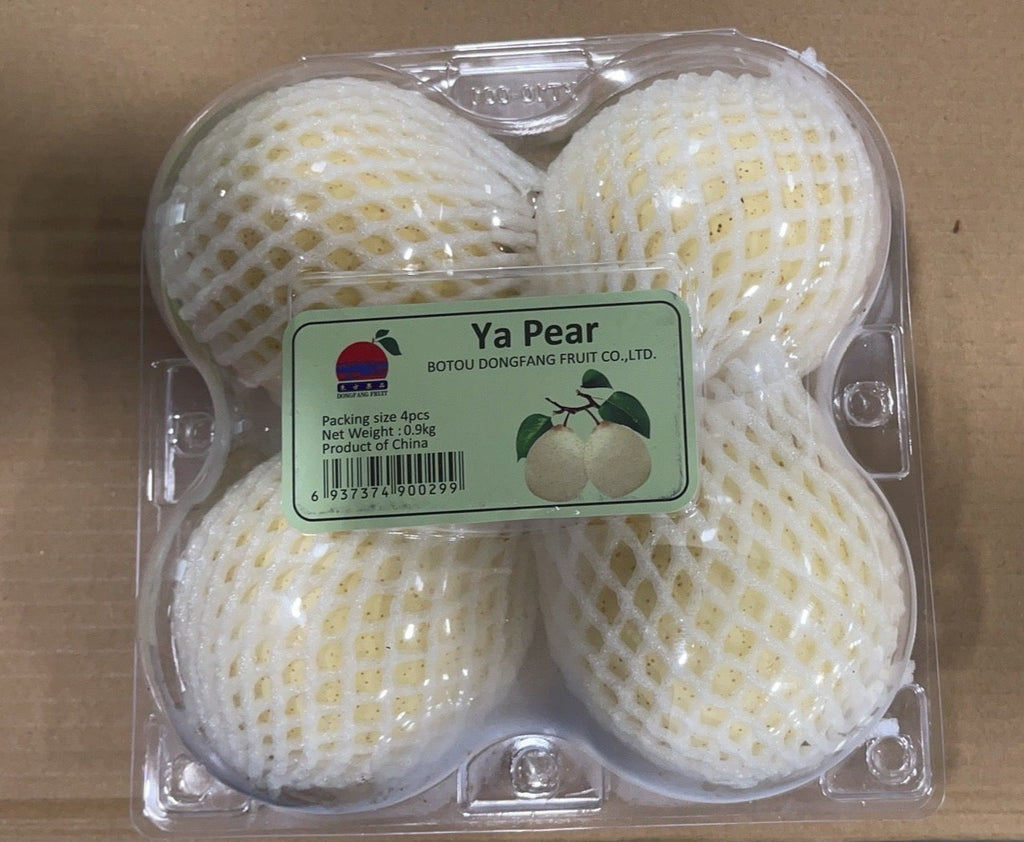 Ya Pear
BOTOU DONGFANG FRUIT CO.,LTD.
DONGFANG FRUIT
Packing size 4pcs
Net Weight : 0.9kg
Product of China
6 937374 900299